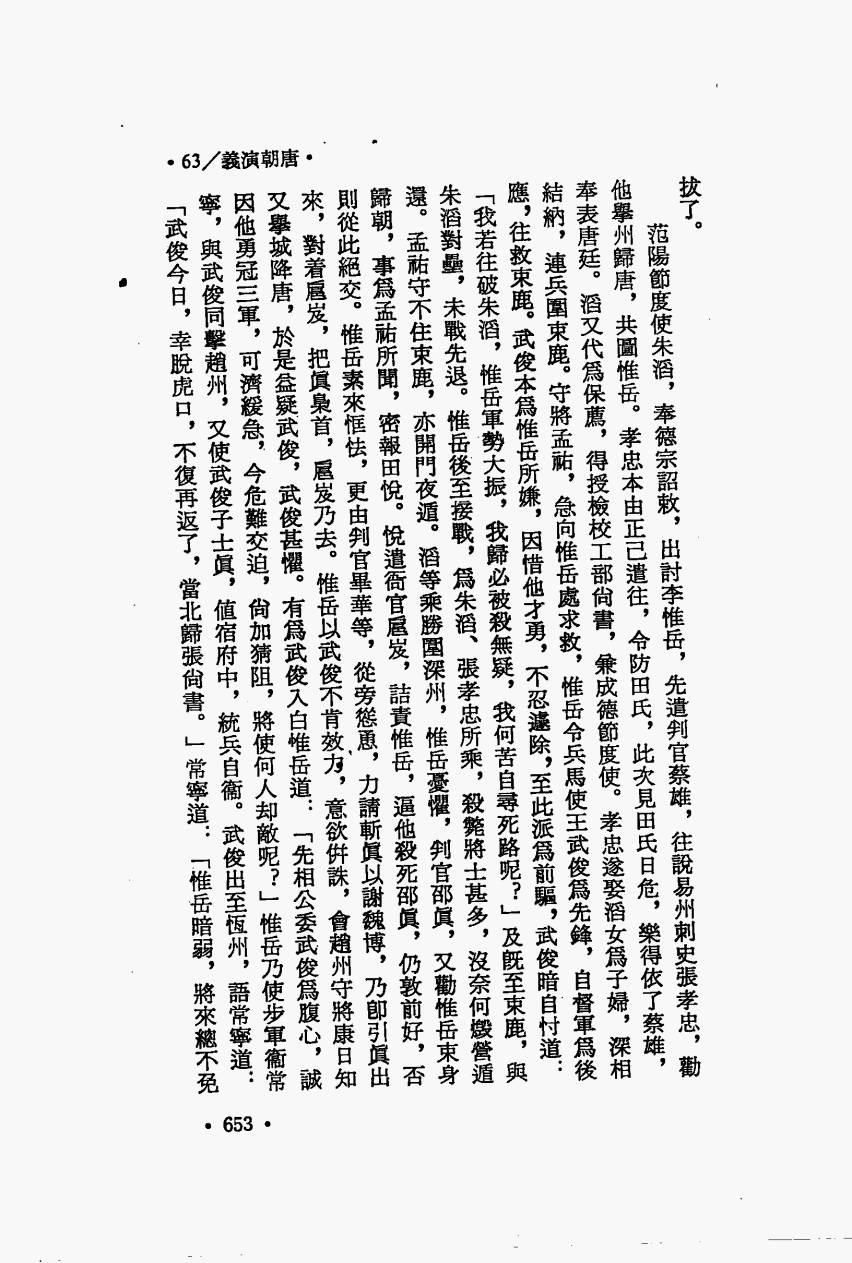 •63／義演朝唐•
拔了。
范陽節度使朱滔，奉德宗詔敕，出討李惟岳，先遣判官蔡雄，往說易州刺史張孝忠，勸
他擧州歸唐，共圖惟岳。孝忠本由正己遣往，令防田氏，此次見田氏日危，樂得依了蔡雄，
奉表唐廷。滔又代爲保薦，得授檢校工部尙書，兼成德節度使。孝忠遂娶滔女爲子婦，深相
結納，連兵圍束鹿。守將孟祐，急向惟岳處求救，惟岳令兵馬使王武俊爲先鋒，自督軍爲後
應，往救束鹿。武俊本爲惟岳所嫌，因惜他才勇，不忍遽除，至此派爲前驅，武俊暗自忖道：
「我若往破朱滔，惟岳軍勢大振，我歸必被殺無疑，我何苦自尋死路呢？」及旣至束鹿，與
朱滔對壘，未戰先退。惟岳後至接戰，爲朱滔、張孝忠所乘，殺斃將士甚多，沒奈何燬營遁
還。孟祐守不住束鹿，亦開門夜遁。滔等乘勝圍深州，惟岳憂懼，判官邵眞，又勸惟岳束身
歸朝，事爲孟祐所聞，密報田悅。悅遣衙官扈岌，詰責惟岳，逼他殺死邵眞，仍敦前好，否
則從此絕交。惟岳素來恇怯，更由判官畢華等，從旁慫恿，力請斬眞以謝魏博，乃卽引眞出
來，對着扈岌，把眞梟首，扈岌乃去。惟岳以武俊不肯效力，意欲倂誅，會趙州守將康日知
又擧城降唐，於是益疑武俊，武俊甚懼。有爲武俊入白惟岳道：「先相公委武俊爲腹心，誠
因他勇冠三軍，可濟緩急，今危難交迫，尙加猜阻，將使何人却敵呢？」惟岳乃使步軍衞常
寧，與武俊同擊趙州，又使武俊子士眞，値宿府中，統兵自衞。武俊出至恆州，語常寧道：
「武俊今日，幸脫虎口，不復再返了，當北歸張尙書。」常寧道：「惟岳暗弱，將來總不免
•653•